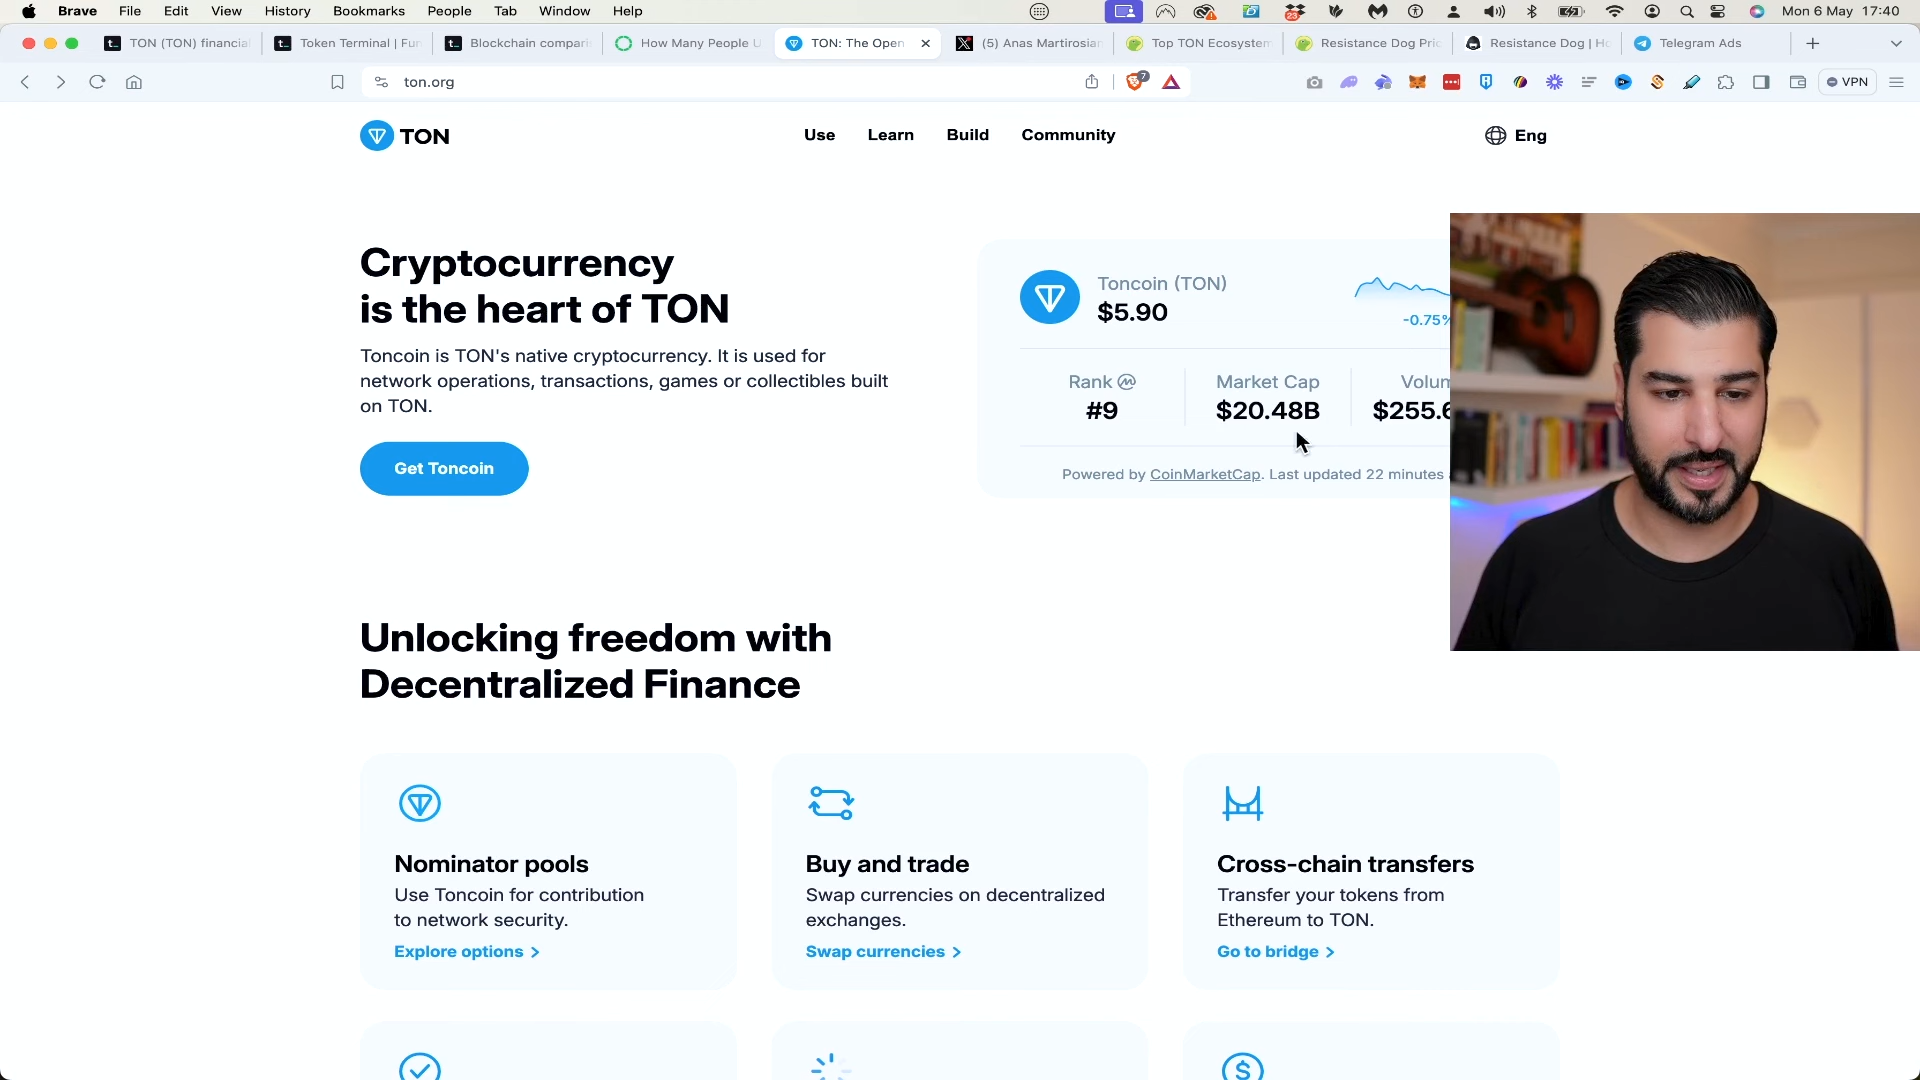 Brave File Edit View History Bookmarks People Tab Window Help Mon 6 May 17:40
TON (TON) financia Token Terminal | Fun Blockchain comparis How Many People U TON: The Open (5) Anas Martirosian Top TON Ecosystem Resistance Dog Pric Resistance Dog | Ho Telegram Ads
ton.org VPN
TON Use Learn Build Community Eng
Cryptocurrency
is the heart of TON
Toncoin is TON's native cryptocurrency. It is used for
network operations, transactions, games or collectibles built
on TON.
Get Toncoin
Toncoin (TON)
$5.90
-0.75%
Rank Market Cap Volum
#9 $20.48B $255.6
Powered by CoinMarketCap. Last updated 22 minutes
Unlocking freedom with
Decentralized Finance
Nominator pools
Use Toncoin for contribution
to network security.
Explore options >
Buy and trade
Swap currencies on decentralized
exchanges.
Swap currencies >
Cross-chain transfers
Transfer your tokens from
Ethereum to TON.
Go to bridge >